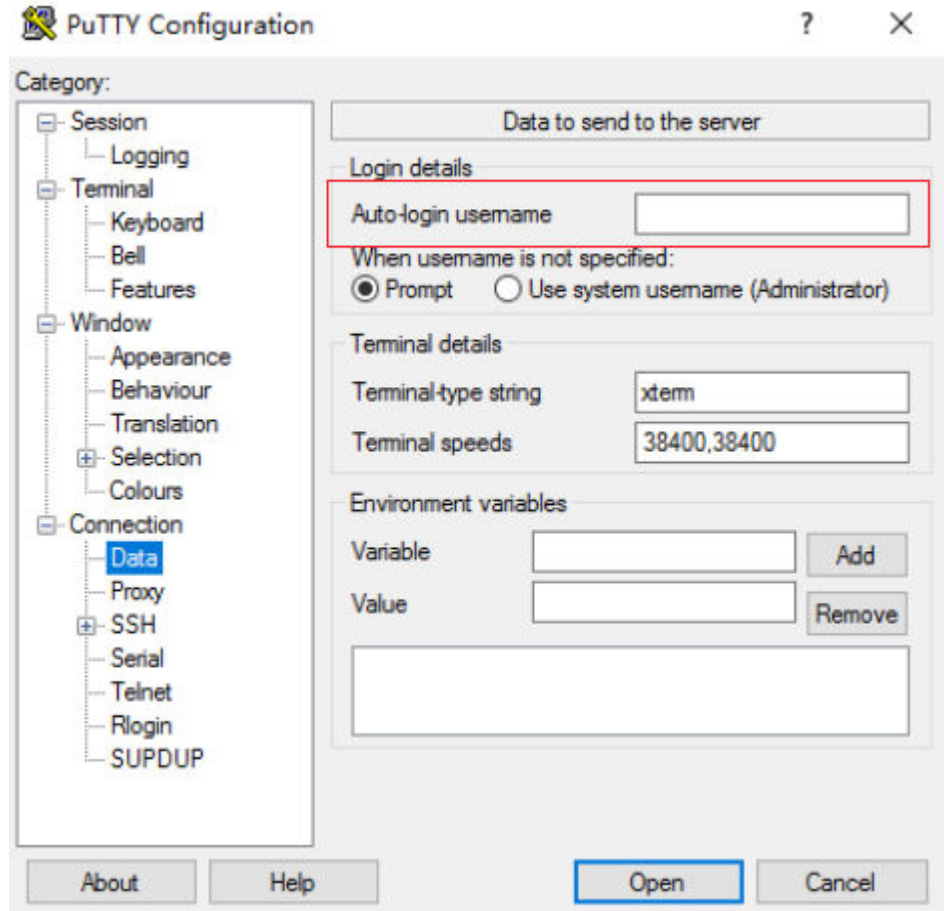 PuTTY Configuration
?
Category:
Session
Logging
Terminal
Keyboard
Bell
Features
Window
Appearance
Behaviour
Translation
Selection
Colours
Connection
Data
Proxy
SSH
Serial
Telnet
Rlogin
SUPDUP
Data to send to the server
Login details
Auto-login username
When username is not specified:
Prompt Use system username (Administrator)
Terminal details
Terminal-type string xterm
Terminal speeds 38400,38400
Environment variables
Variable Add
Value Remove
About Help Open Cancel